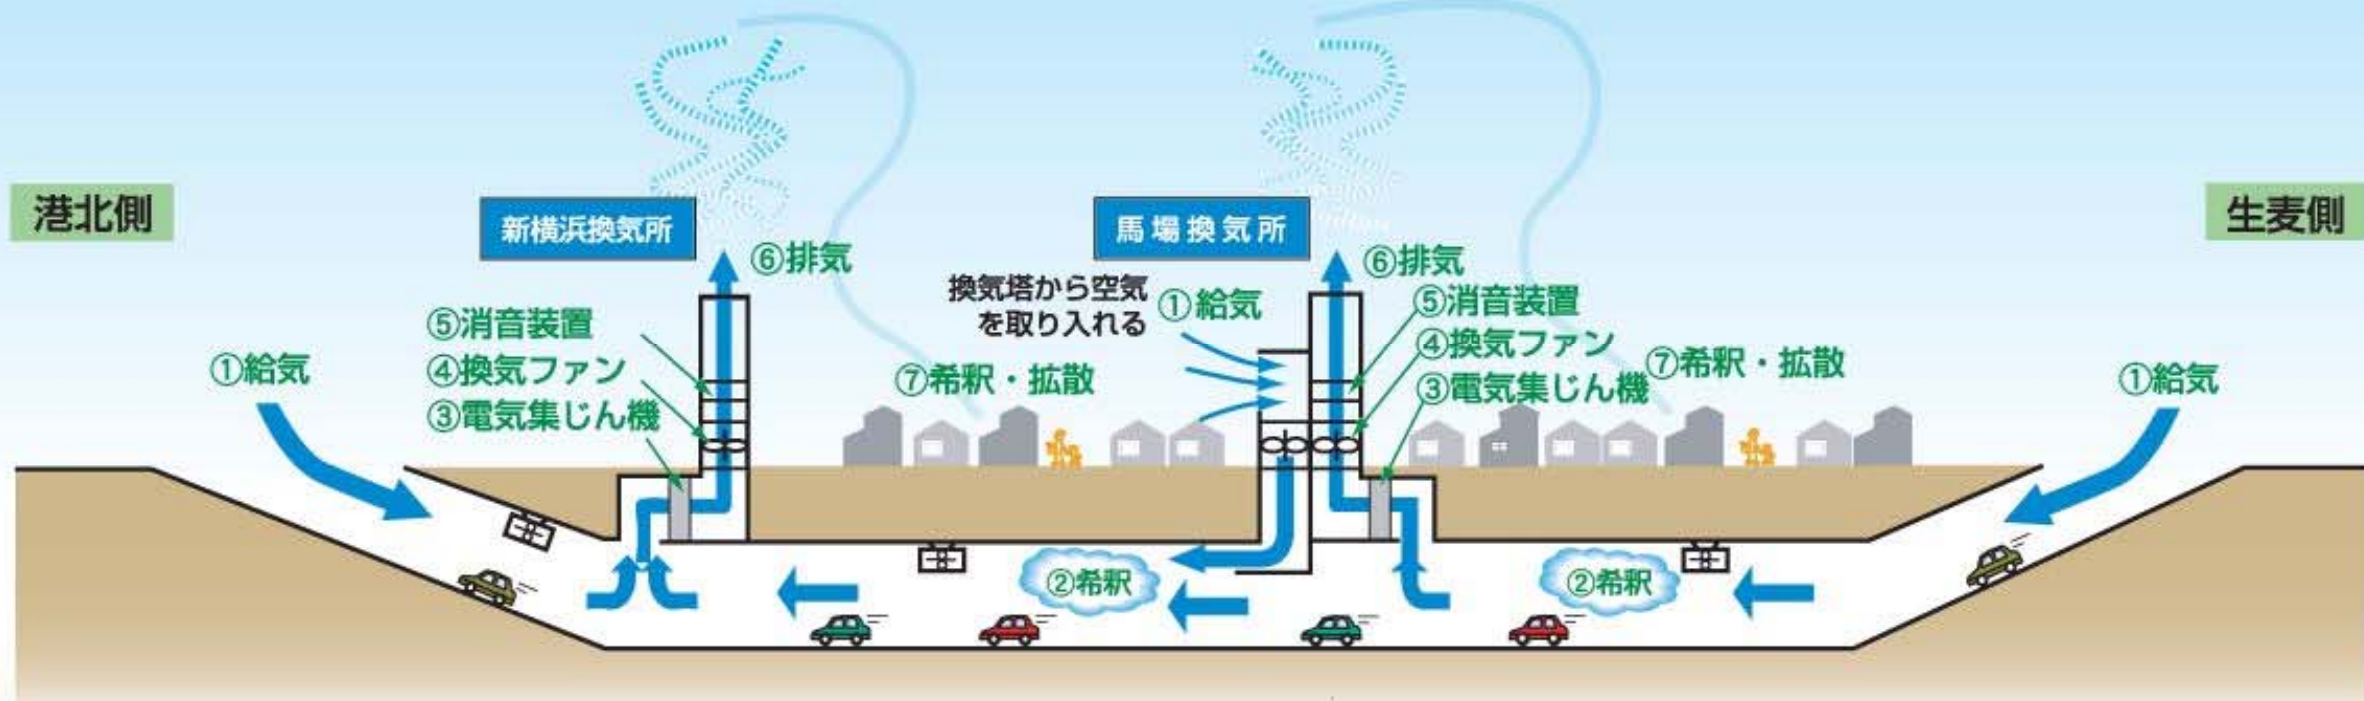 港北側
新横浜換気所
馬場換気所
生麦側
⑥排気
⑥排気
換気塔から空気
を取り入れる
①給気
⑤消音装置
④換気ファン
③電気集じん機
⑤消音装置
④換気ファン
③電気集じん機
①給気
⑦希釈・拡散
⑦希釈・拡散
①給気
②希釈
②希釈